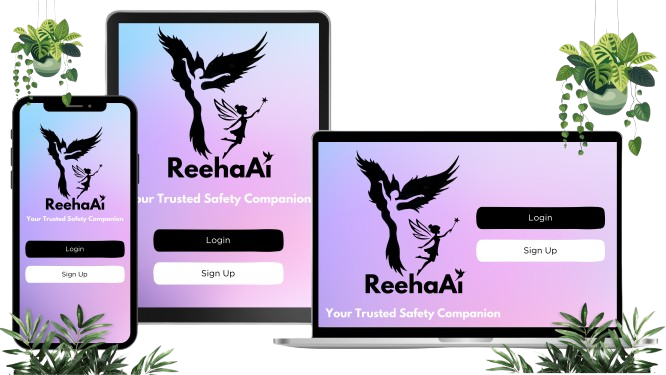 ReehaAi
Your Trusted Safety Companion
Login
Sign Up
ReehaAi
our Trusted Safety Companion
Login
Sign Up
ReehaAi
Your Trusted Safety Companion
Login
Sign Up